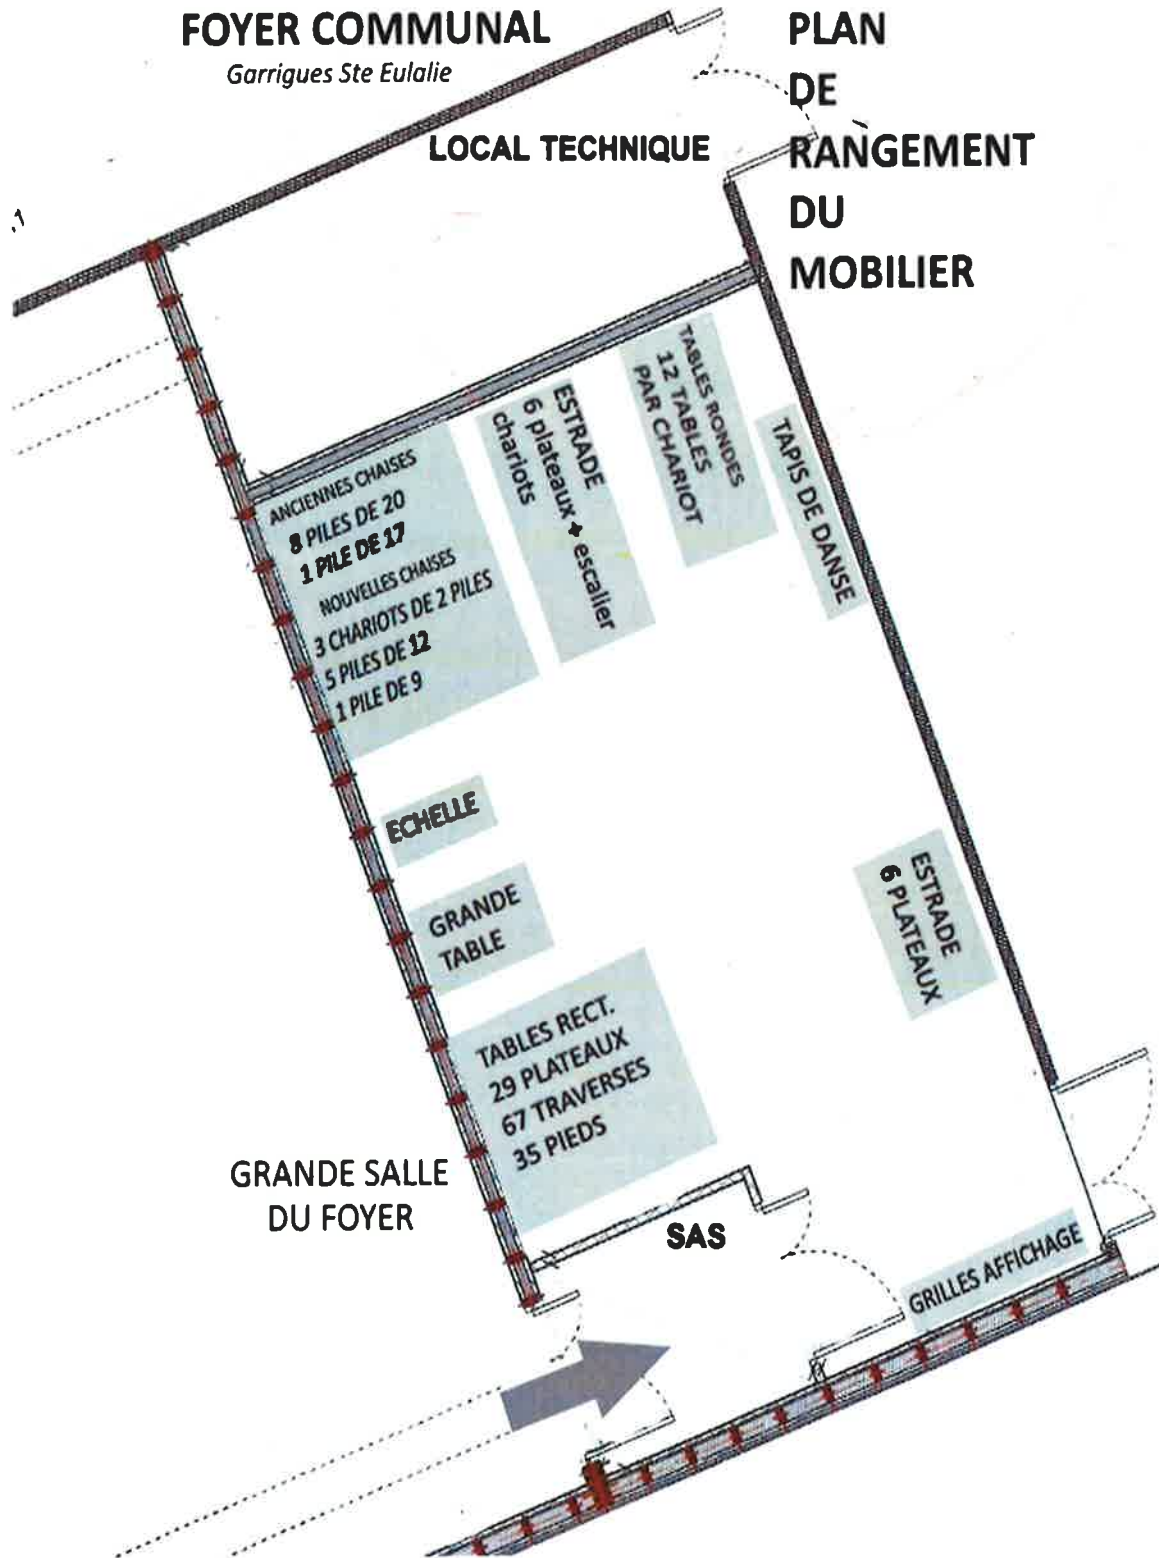 FOYER COMMUNAL
Garrigues Ste Eulalie
PLAN
DE
RANGEMENT
DU
MOBILIER
LOCAL TECHNIQUE
ANCIENNES CHAISES
8 PILES DE 20
1 PILE DE 17
NOUVELLES CHAISES
3 CHARIOTS DE 2 PILES
5 PILES DE 12
1 PILE DE 9
ESTRADE
6 plateaux + escalier
chariots
TABLES RONDES
12 TABLES
PAR CHARIOT
TAPIS DE DANSE
ECHELLE
GRANDE
TABLE
ESTRADE
6 PLATEAUX
TABLES RECT.
29 PLATEAUX
67 TRAVERSES
35 PIEDS
GRANDE SALLE
DU FOYER
SAS
GRILLES AFFICHAGE